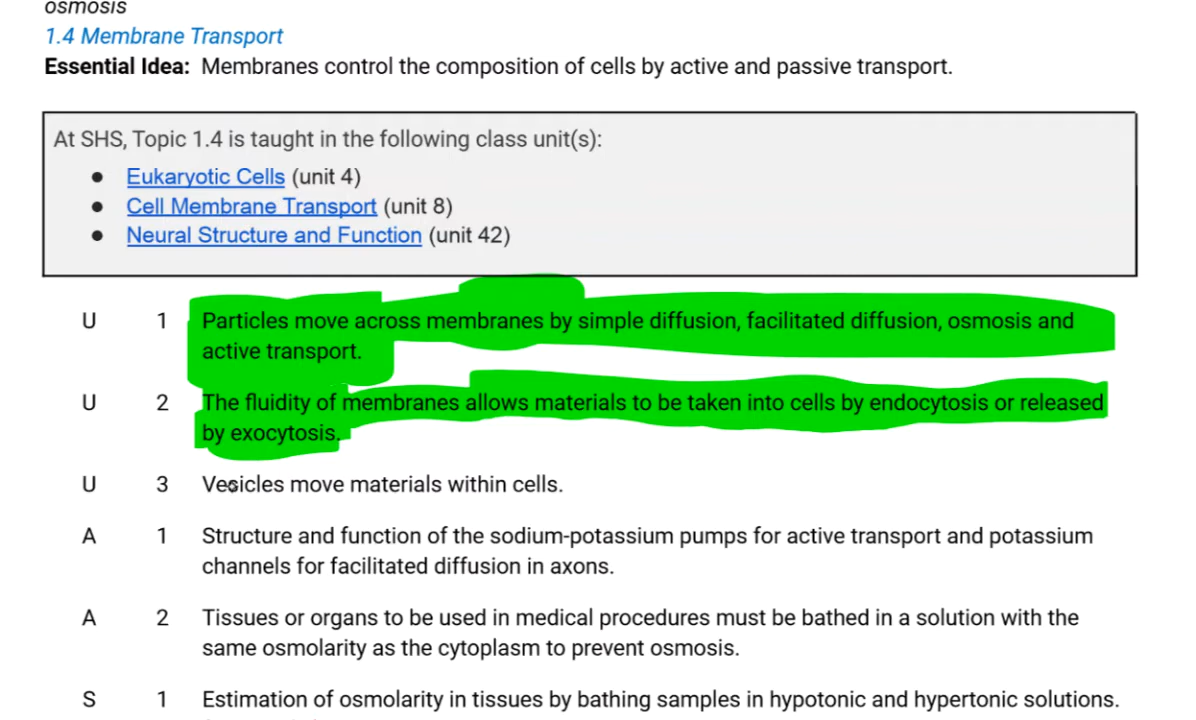 osmosis
1.4 Membrane Transport
Essential Idea: Membranes control the composition of cells by active and passive transport.
At SHS, Topic 1.4 is taught in the following class unit(s):
● Eukaryotic Cells (unit 4)
● Cell Membrane Transport (unit 8)
● Neural Structure and Function (unit 42)
U 1 Particles move across membranes by simple diffusion, facilitated diffusion, osmosis and
active transport.
U 2 The fluidity of membranes allows materials to be taken into cells by endocytosis or released
by exocytosis.
U 3 Vesicles move materials within cells.
A 1 Structure and function of the sodium-potassium pumps for active transport and potassium
channels for facilitated diffusion in axons.
A 2 Tissues or organs to be used in medical procedures must be bathed in a solution with the
same osmolarity as the cytoplasm to prevent osmosis.
S 1 Estimation of osmolarity in tissues by bathing samples in hypotonic and hypertonic solutions.